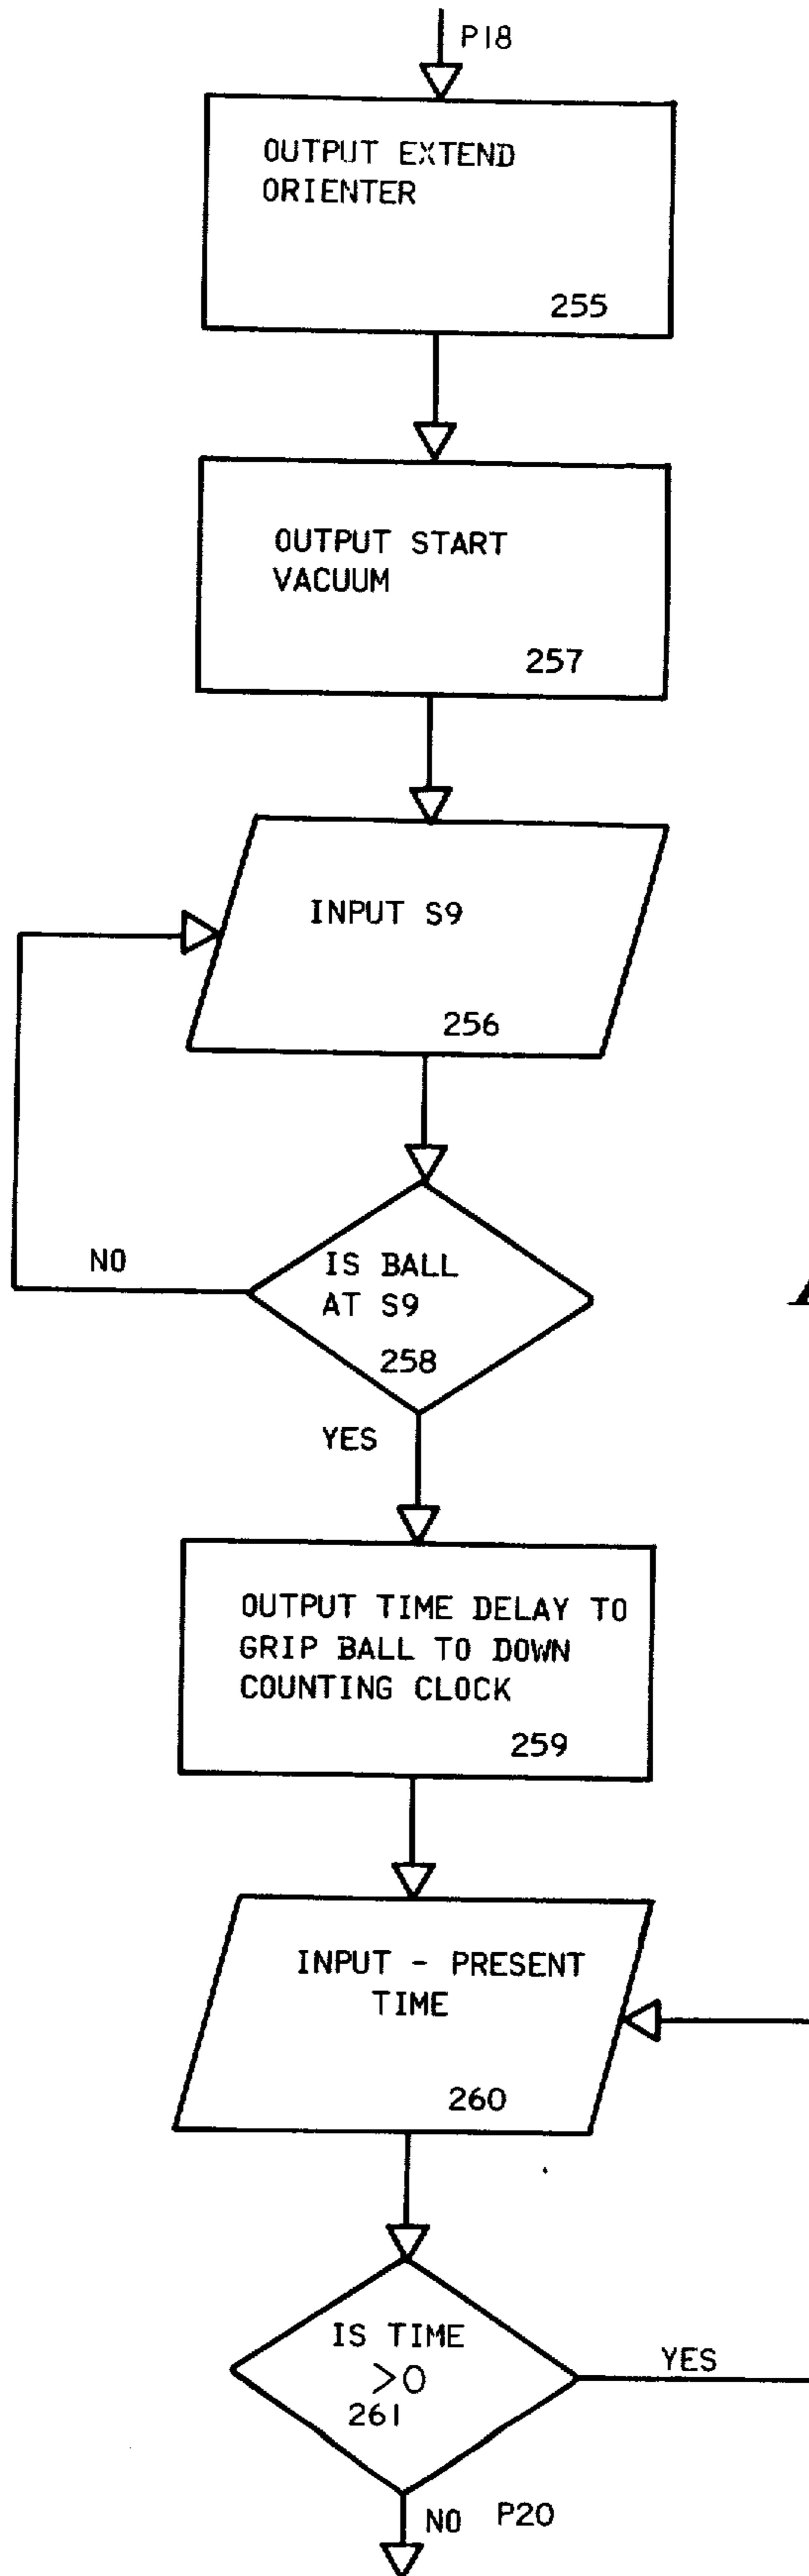 P18
OUTPUT EXTEND
ORIENTER
255
OUTPUT START
VACUUM
257
INPUT S9
256
NO
IS BALL
AT S9
258
YES
OUTPUT TIME DELAY TO
GRIP BALL TO DOWN
COUNTING CLOCK
259
INPUT - PRESENT
TIME
260
IS TIME
>0
261
YES
NO P20